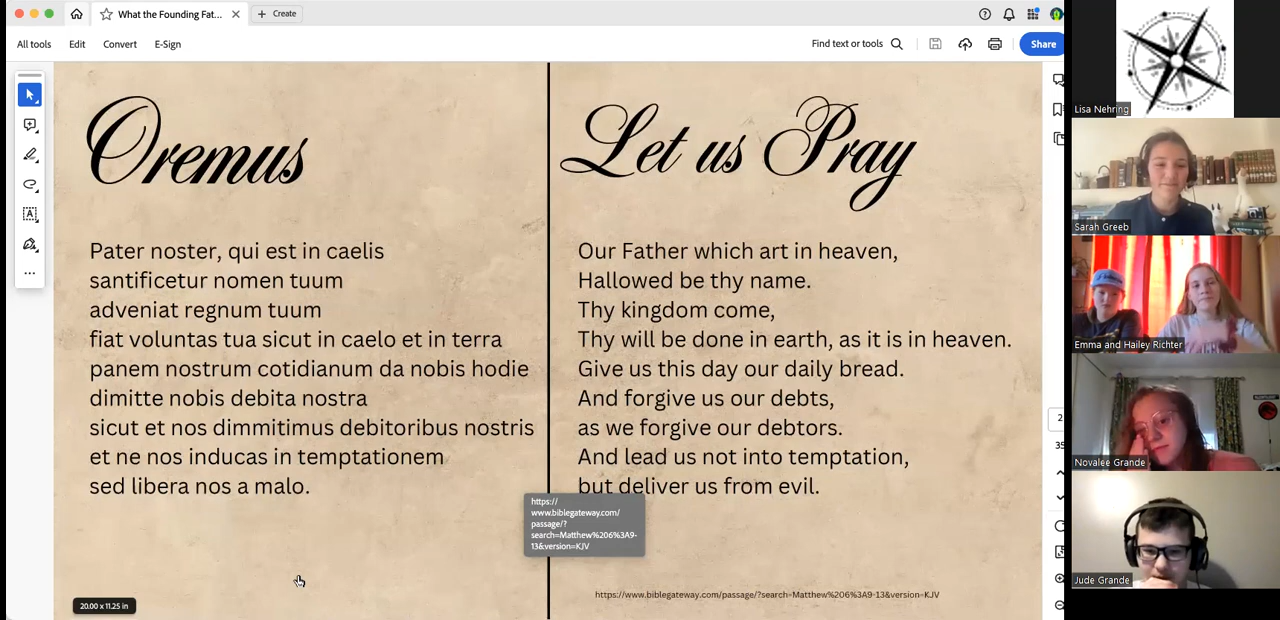 What the Founding Fat...
Create
All tools
Edit
Convert
E-Sign
Find text or tools
Share
Oremus
Pater noster, qui est in caelis
santificetur nomen tuum
adveniat regnum tuum
fiat voluntas tua sicut in caelo et in terra
panem nostrum cotidianum da nobis hodie
dimitte nobis debita nostra
sicut et nos dimmitimus debitoribus nostris
et ne nos inducas in temptationem
sed libera nos a malo.
Let us Pray
Our Father which art in heaven,
Hallowed be thy name.
Thy kingdom come,
Thy will be done in earth, as it is in heaven.
Give us this day our daily bread.
And forgive us our debts,
as we forgive our debtors.
And lead us not into temptation,
but deliver us from evil.
https://
www.biblegateway.com/
passage/?
search=Matthew%206%3A9-
13&version=KJV
https://www.biblegateway.com/passage/?search=Matthew%206%3A9-13&version=KJV
20.00 x 11.25 in
2
35
Lisa Nehring
Sarah Greeb
Emma and Hailey Richter
Novalee Grande
Jude Grande